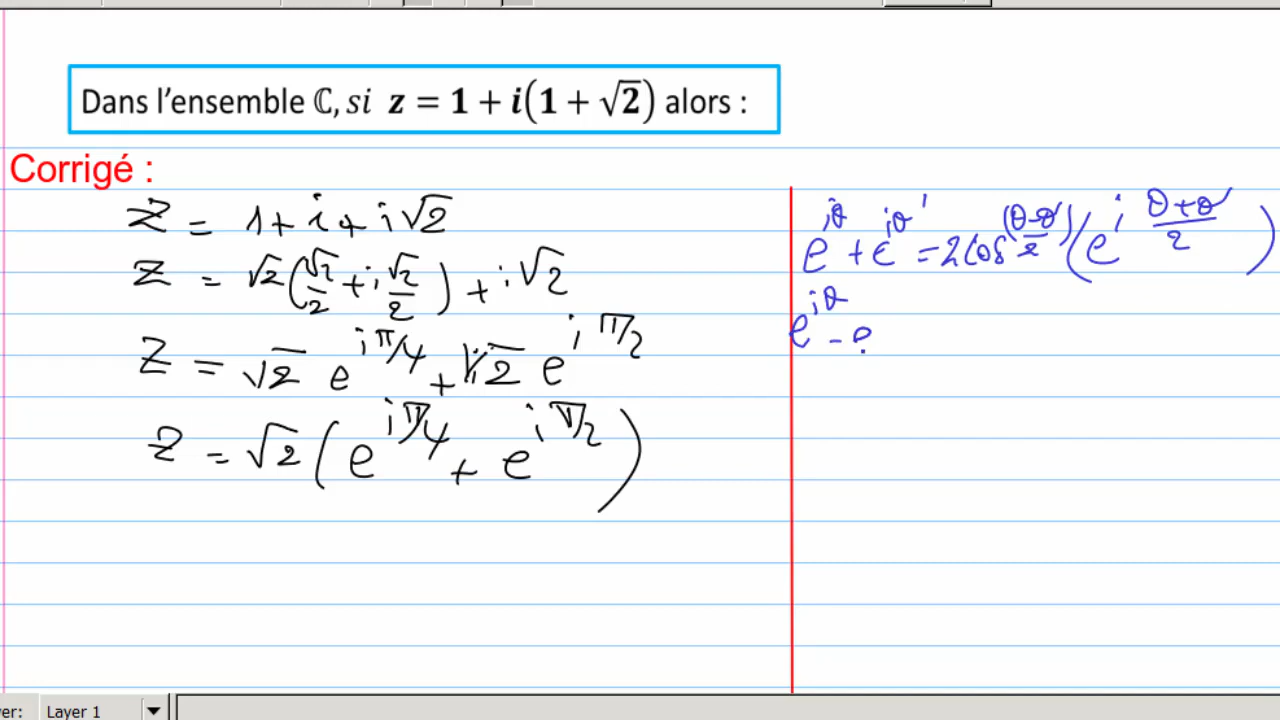 Dans l'ensemble ℂ, si z = 1 + i(1 + √2) alors :
Corrigé :
Z = 1 + i + i√2
Z = √2(√2/2 + i √2/2) + i√2
Z = √2 e^{iπ/4} + √2 e^{iπ/2}
Z = √2(e^{iπ/4} + e^{iπ/2})
e^{iθ} + e^{iθ'} = 2cos(θ-θ'/2)(e^{i θ+θ'/2})
e^{iθ} - e
er:
Layer 1